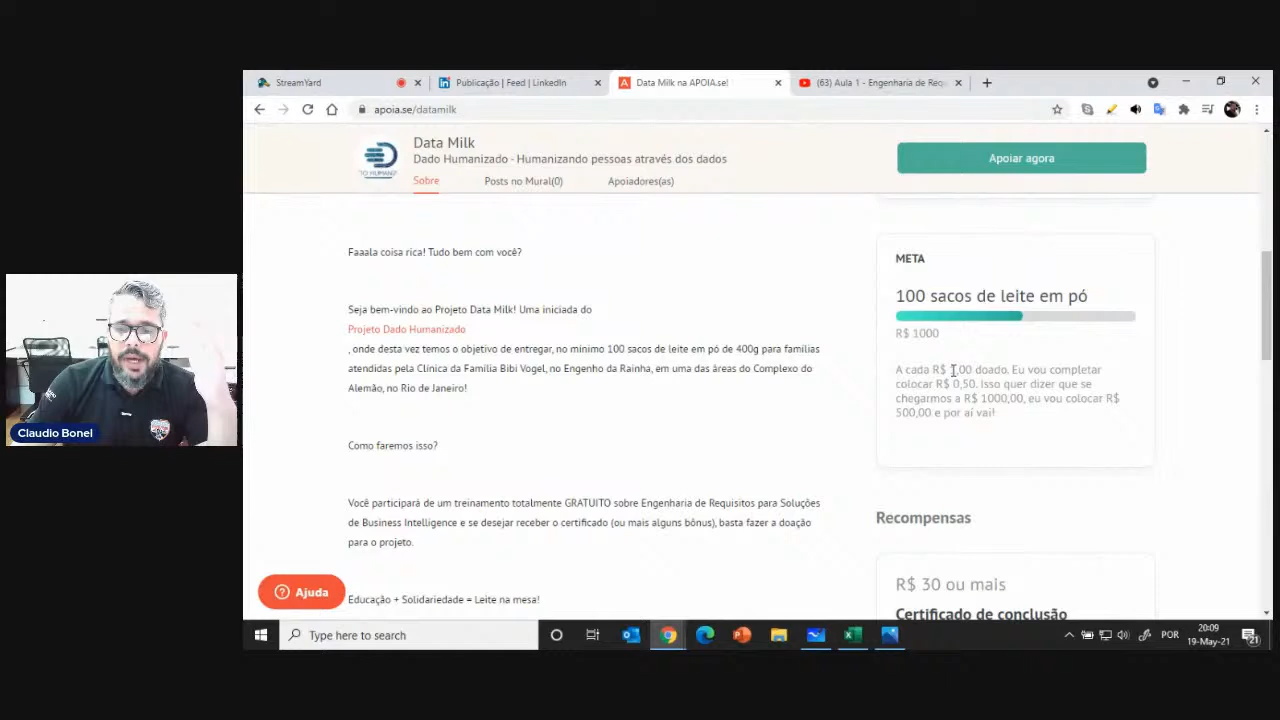 StreamYard
Publicação | Feed | LinkedIn
Data Milk na APOIA.se!
(63) Aula 1 - Engenharia de Requ
apoia.se/datamilk
Data Milk
Dado Humanizado - Humanizando pessoas através dos dados
Apoiar agora
Sobre
Posts no Mural(0)
Apoiadores(as)
Faaala coisa rica! Tudo bem com você?
Seja bem-vindo ao Projeto Data Milk! Uma iniciada do
Projeto Dado Humanizado
, onde desta vez temos o objetivo de entregar, no mínimo 100 sacos de leite em pó de 400g para famílias
atendidas pela Clínica da Família Bibi Vogel, no Engenho da Rainha, em uma das áreas do Complexo do
Alemão, no Rio de Janeiro!
Como faremos isso?
Você participará de um treinamento totalmente GRATUITO sobre Engenharia de Requisitos para Soluções
de Business Intelligence e se desejar receber o certificado (ou mais alguns bônus), basta fazer a doação
para o projeto.
Educação + Solidariedade = Leite na mesa!
META
100 sacos de leite em pó
R$ 1000
A cada R$ 1,00 doado. Eu vou completar
colocar R$ 0,50. Isso quer dizer que se
chegarmos a R$ 1000,00, eu vou colocar R$
500,00 e por aí vai!
Recompensas
R$ 30 ou mais
Certificado de conclusão
Ajuda
Claudio Bonel
Type here to search
POR
20:09
19-May-21
21